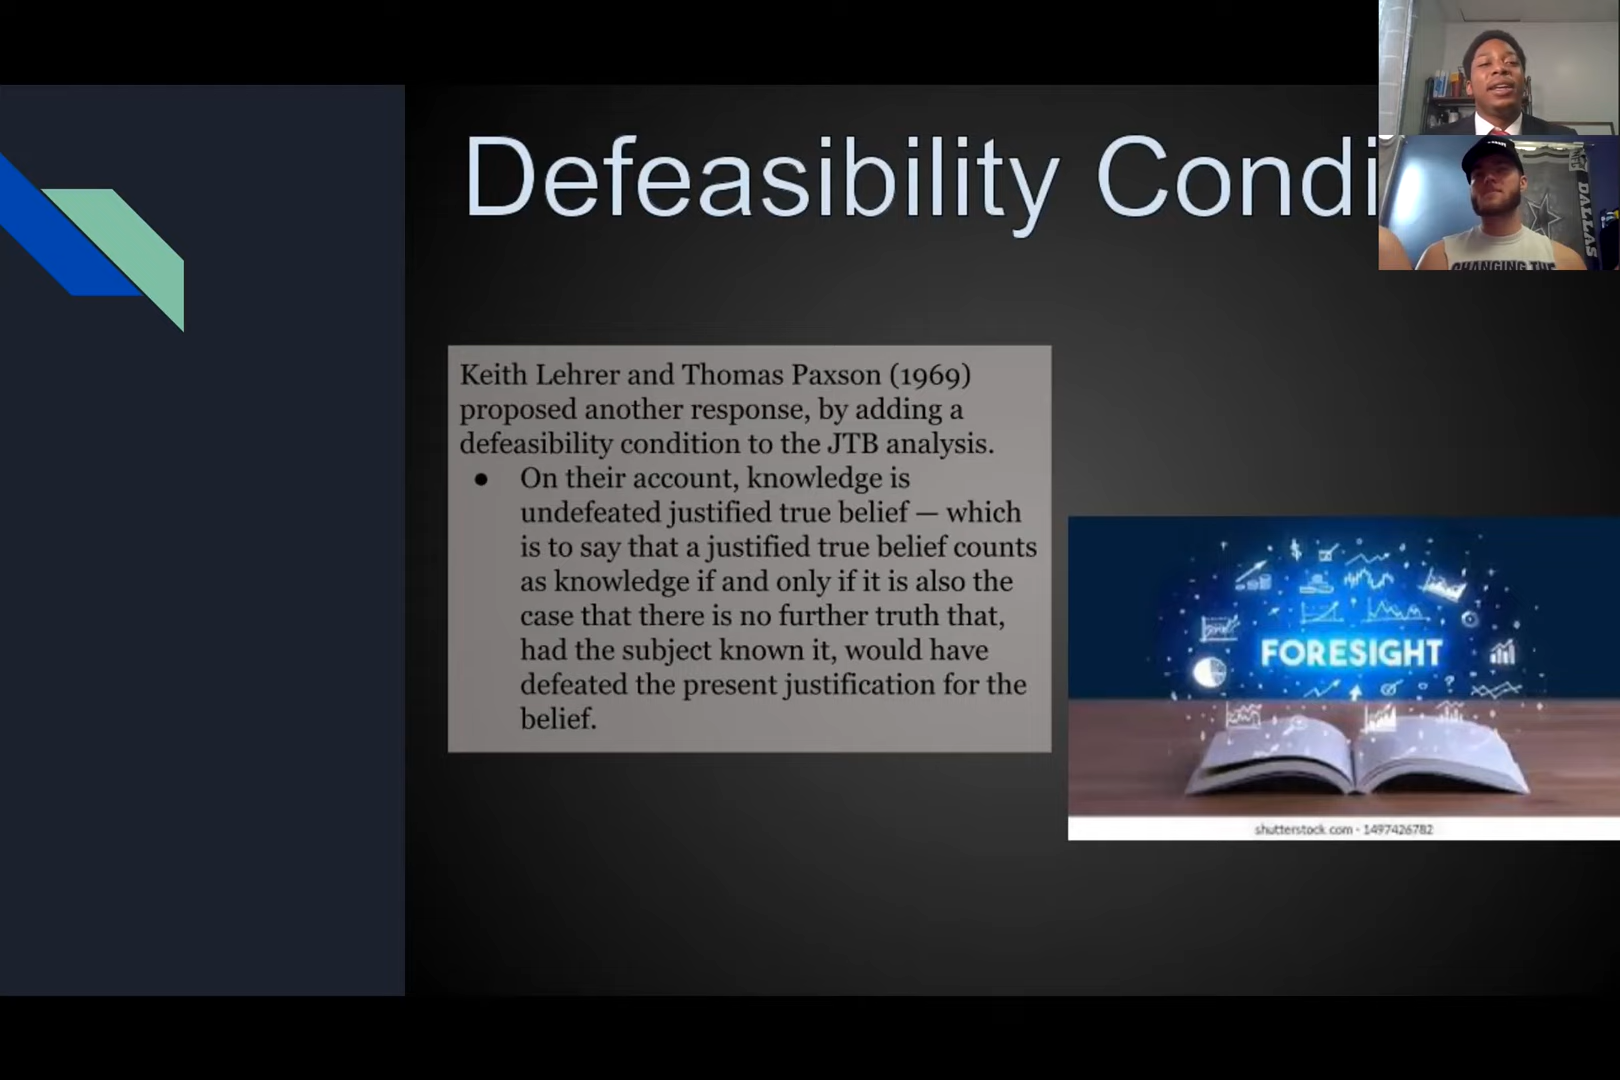 Defeasibility Condi
Keith Lehrer and Thomas Paxson (1969)
proposed another response, by adding a
defeasibility condition to the JTB analysis.
● On their account, knowledge is
undefeated justified true belief — which
is to say that a justified true belief counts
as knowledge if and only if it is also the
case that there is no further truth that,
had the subject known it, would have
defeated the present justification for the
belief.
FORESIGHT
shutterstock.com · 1497426782
DALLAS
CHANGING THE